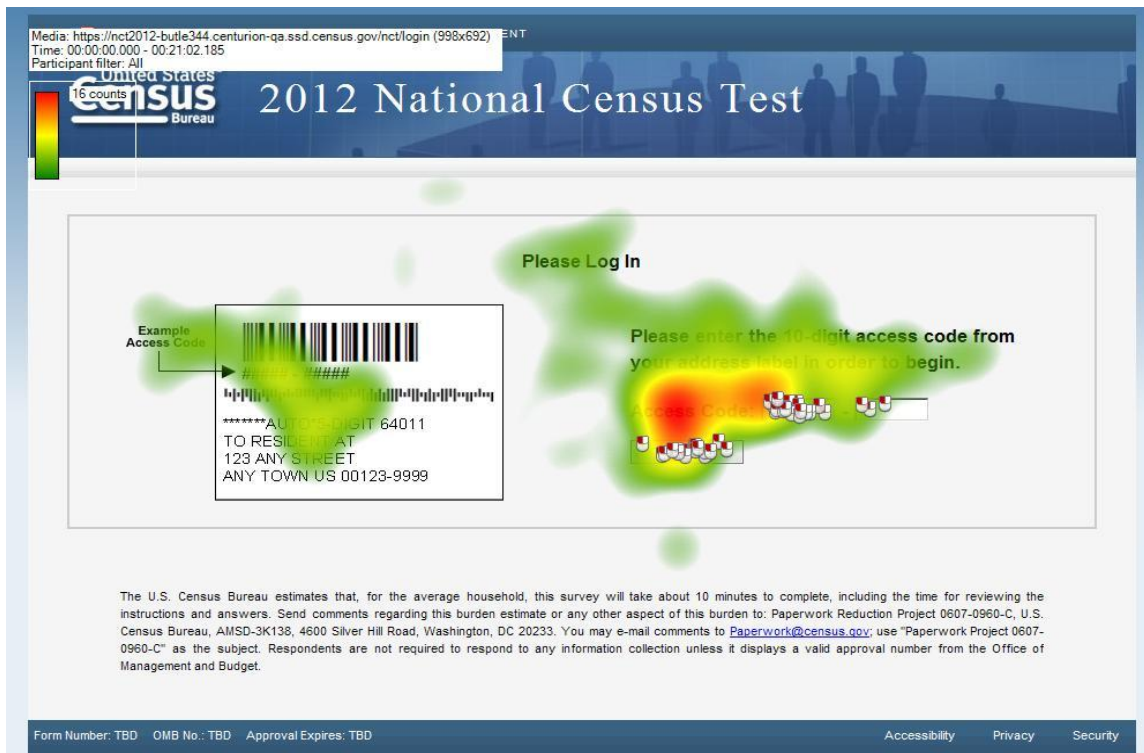 Media: https://nct2012-butle344.centurion-qa.ssd.census.gov/nct/login (998x692)
ENT
Time: 00:00:00.000 - 00:21:02.185
Participant filter: All
16 counts
United States
Census
Bureau
2012 National Census Test
Please Log In
Example
Access Code
##### - #####
Please enter the 10-digit access code from
your address label in order to begin.
Access Code:
-
*******AUTO**5-DIGIT 64011
TO RESIDENT AT
123 ANY STREET
ANY TOWN US 00123-9999
The U.S. Census Bureau estimates that, for the average household, this survey will take about 10 minutes to complete, including the time for reviewing the
instructions and answers. Send comments regarding this burden estimate or any other aspect of this burden to: Paperwork Reduction Project 0607-0960-C, U.S.
Census Bureau, AMSD-3K138, 4600 Silver Hill Road, Washington, DC 20233. You may e-mail comments to Paperwork@census.gov; use "Paperwork Project 0607-
0960-C" as the subject. Respondents are not required to respond to any information collection unless it displays a valid approval number from the Office of
Management and Budget.
Form Number: TBD OMB No.: TBD Approval Expires: TBD
Accessibility Privacy Security